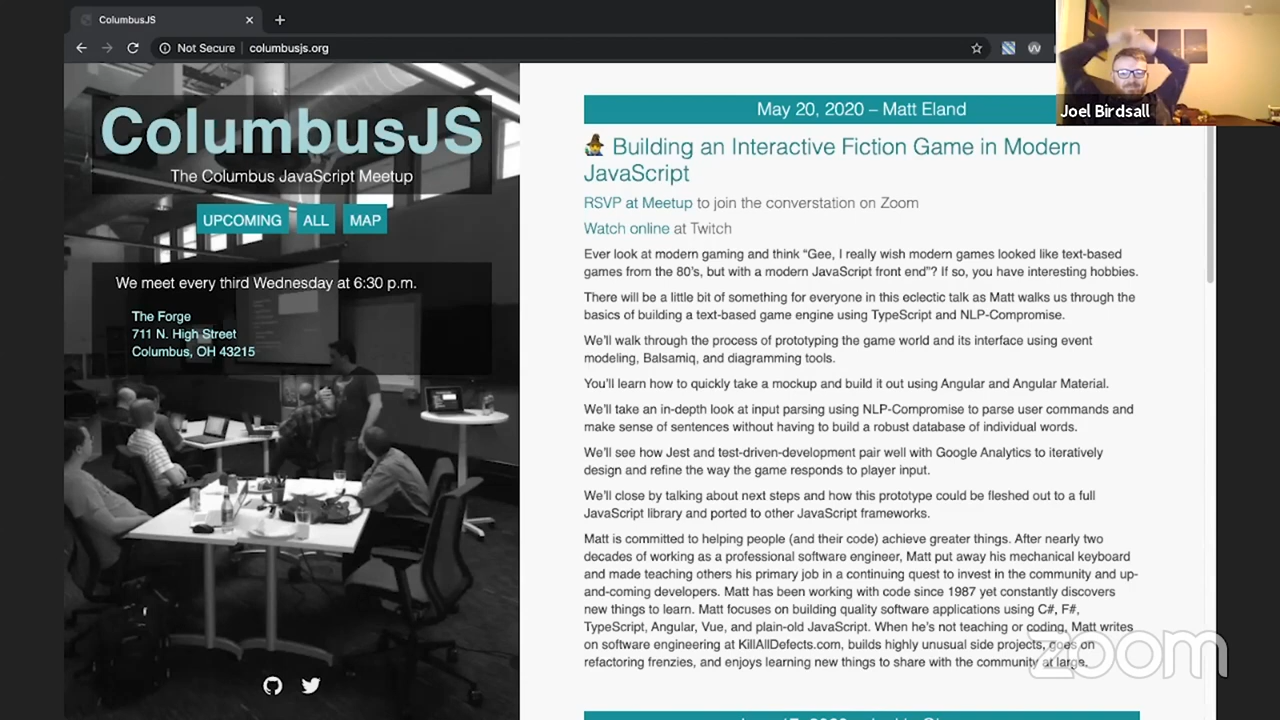 ColumbusJS
Not Secure
columbusjs.org
Joel Birdsall
ColumbusJS
The Columbus JavaScript Meetup
UPCOMING
ALL
MAP
We meet every third Wednesday at 6:30 p.m.
The Forge
711 N. High Street
Columbus, OH 43215
May 20, 2020 – Matt Eland
Building an Interactive Fiction Game in Modern
JavaScript
RSVP at Meetup to join the converstation on Zoom
Watch online at Twitch
Ever look at modern gaming and think “Gee, I really wish modern games looked like text-based
games from the 80’s, but with a modern JavaScript front end”? If so, you have interesting hobbies.
There will be a little bit of something for everyone in this eclectic talk as Matt walks us through the
basics of building a text-based game engine using TypeScript and NLP-Compromise.
We’ll walk through the process of prototyping the game world and its interface using event
modeling, Balsamiq, and diagramming tools.
You’ll learn how to quickly take a mockup and build it out using Angular and Angular Material.
We’ll take an in-depth look at input parsing using NLP-Compromise to parse user commands and
make sense of sentences without having to build a robust database of individual words.
We’ll see how Jest and test-driven-development pair well with Google Analytics to iteratively
design and refine the way the game responds to player input.
We’ll close by talking about next steps and how this prototype could be fleshed out to a full
JavaScript library and ported to other JavaScript frameworks.
Matt is committed to helping people (and their code) achieve greater things. After nearly two
decades of working as a professional software engineer, Matt put away his mechanical keyboard
and made teaching others his primary job in a continuing quest to invest in the community and up-
and-coming developers. Matt has been working with code since 1987 yet constantly discovers
new things to learn. Matt focuses on building quality software applications using C#, F#,
TypeScript, Angular, Vue, and plain-old JavaScript. When he’s not teaching or coding, Matt writes
on software engineering at KillAllDefects.com, builds highly unusual side projects, goes on
refactoring frenzies, and enjoys learning new things to share with the community at large.
zoom